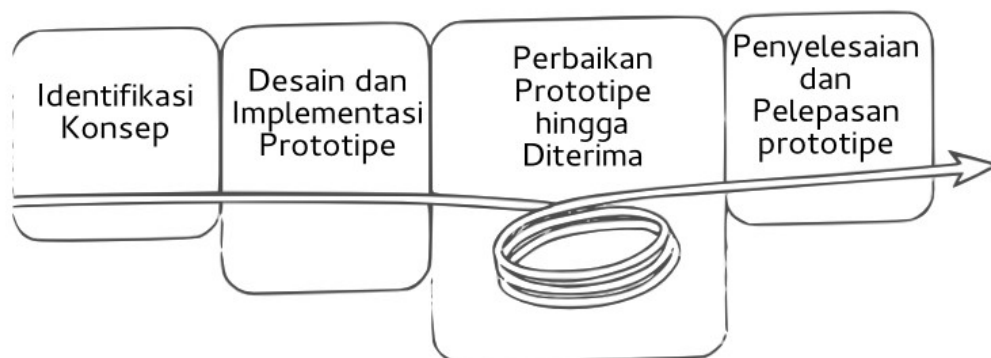 Identifikasi
Konsep
Desain dan
Implementasi
Prototipe
Perbaikan
Prototipe
hingga
Diterima
Penyelesaian
dan
Pelepasan
prototipe